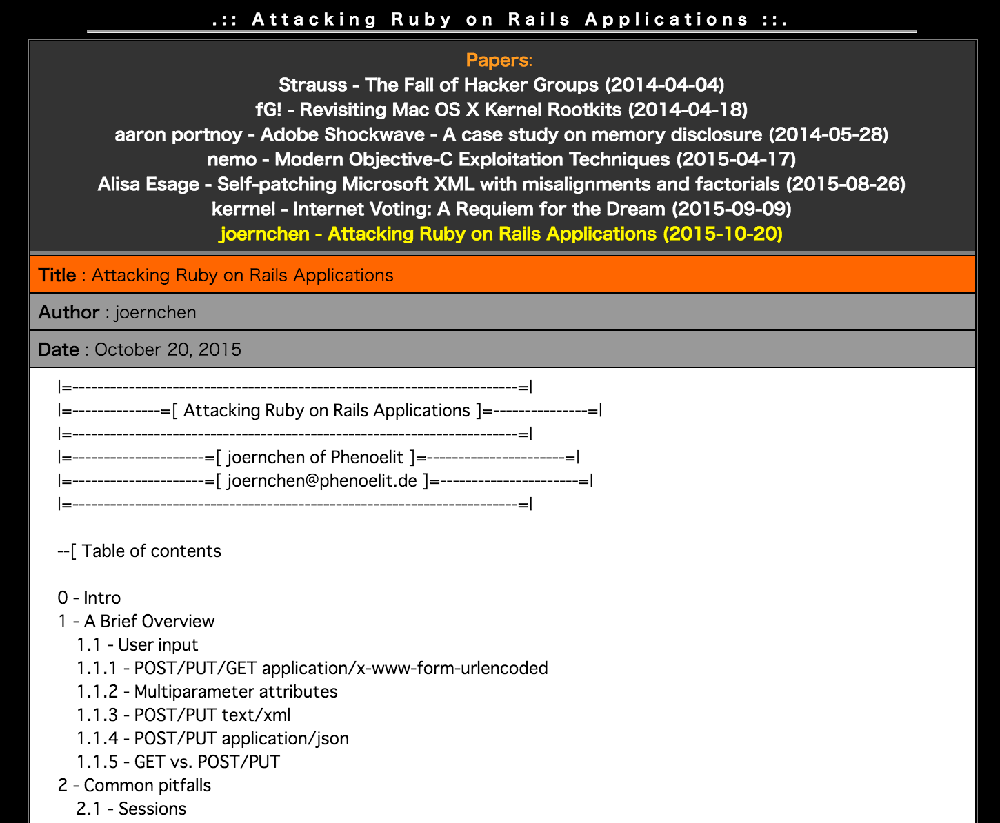 .:: Attacking Ruby on Rails Applications ::.
Papers:
Strauss - The Fall of Hacker Groups (2014-04-04)
fG! - Revisiting Mac OS X Kernel Rootkits (2014-04-18)
aaron portnoy - Adobe Shockwave - A case study on memory disclosure (2014-05-28)
nemo - Modern Objective-C Exploitation Techniques (2015-04-17)
Alisa Esage - Self-patching Microsoft XML with misalignments and factorials (2015-08-26)
kerrnel - Internet Voting: A Requiem for the Dream (2015-09-09)
joernchen - Attacking Ruby on Rails Applications (2015-10-20)
Title : Attacking Ruby on Rails Applications
Author : joernchen
Date : October 20, 2015
|=-----------------------------------------------------------------------=|
|=--------------=[ Attacking Ruby on Rails Applications ]=---------------=|
|=-----------------------------------------------------------------------=|
|=---------------------=[ joernchen of Phenoelit ]=----------------------=|
|=---------------------=[ joernchen@phenoelit.de ]=----------------------=|
|=-----------------------------------------------------------------------=|
--[ Table of contents
0 - Intro
1 - A Brief Overview
1.1 - User input
1.1.1 - POST/PUT/GET application/x-www-form-urlencoded
1.1.2 - Multiparameter attributes
1.1.3 - POST/PUT text/xml
1.1.4 - POST/PUT application/json
1.1.5 - GET vs. POST/PUT
2 - Common pitfalls
2.1 - Sessions